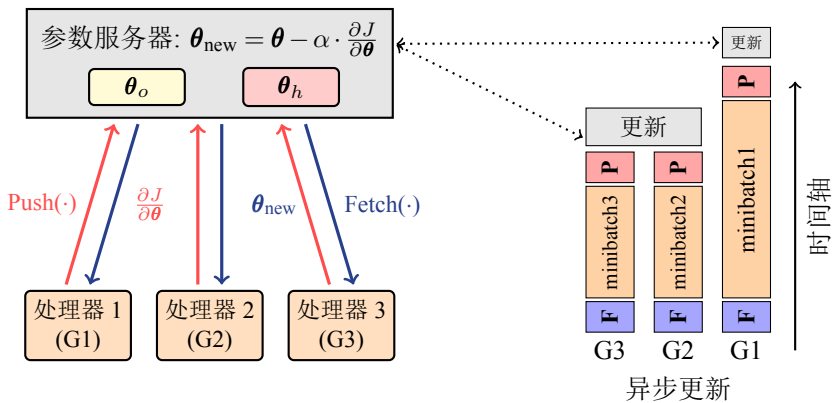 参数服务器: θnew = θ − α · ∂J/∂θ
θo
θh
Push(·)
∂J/∂θ
θnew
Fetch(·)
处理器 1
(G1)
处理器 2
(G2)
处理器 3
(G3)
更新
P
minibatch1
F
G1
更新
P
P
minibatch3
minibatch2
F
F
G3
G2
时间轴
异步更新